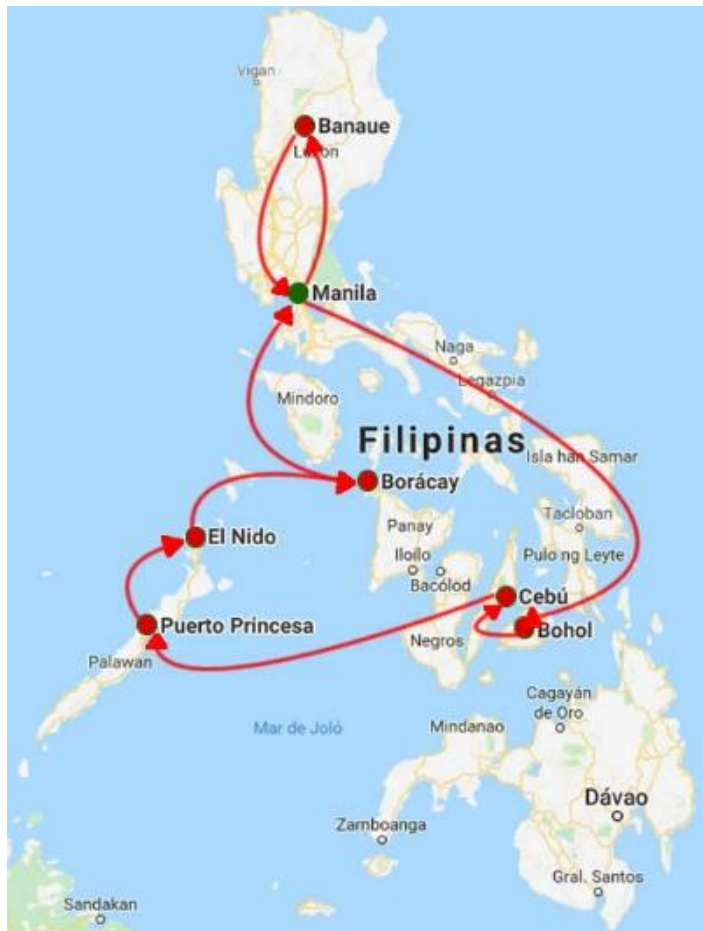 Vigan
Banaue
Luzon
Manila
Naga
Legazpia
Mindoro
Filipinas
Isla han Samar
Borácay
Tacloban
Panay
El Nido
Iloílo
Pulo ng Leyte
Bacólod
Cebú
Puerto Princesa
Bohol
Negros
Palawan
Cagayán
de Oro
Mar de Joló
Mindanao
Dávao
Zamboanga
Gral. Santos
Sandakan